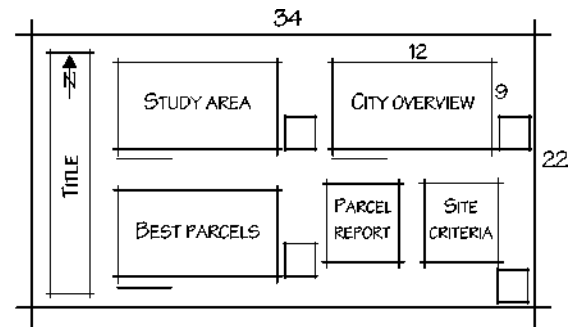 34
12
STUDY AREA
CITY OVERVIEW
9
22
N
TITLE
BEST PARCELS
PARCEL
REPORT
SITE
CRITERIA